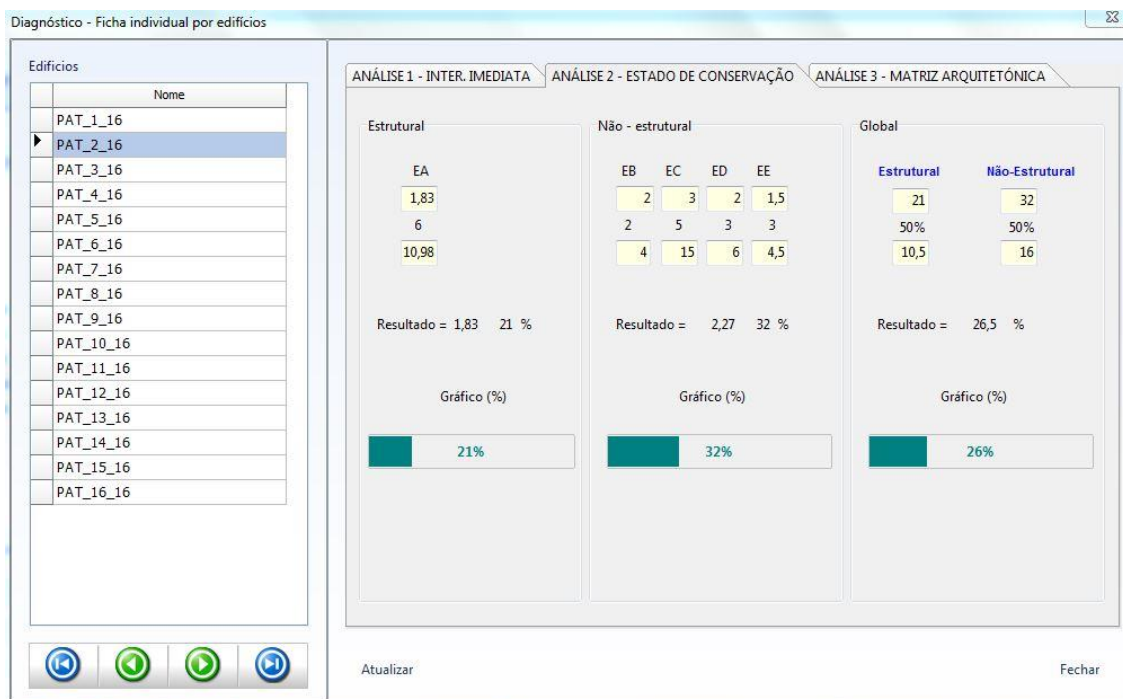 Diagnóstico - Ficha individual por edifícios
Edificios
Nome
PAT_1_16
PAT_2_16
PAT_3_16
PAT_4_16
PAT_5_16
PAT_6_16
PAT_7_16
PAT_8_16
PAT_9_16
PAT_10_16
PAT_11_16
PAT_12_16
PAT_13_16
PAT_14_16
PAT_15_16
PAT_16_16
ANÁLISE 1 - INTER. IMEDIATA ANÁLISE 2 - ESTADO DE CONSERVAÇÃO ANÁLISE 3 - MATRIZ ARQUITETÓNICA
Estrutural
EA
1,83
6
10,98
Resultado = 1,83 21 %
Gráfico (%)
21%
Não - estrutural
EB EC ED EE
2 3 2 1,5
2 5 3 3
4 15 6 4,5
Resultado = 2,27 32 %
Gráfico (%)
32%
Global
Estrutural Não-Estrutural
21 32
50% 50%
10,5 16
Resultado = 26,5 %
Gráfico (%)
26%
Atualizar Fechar